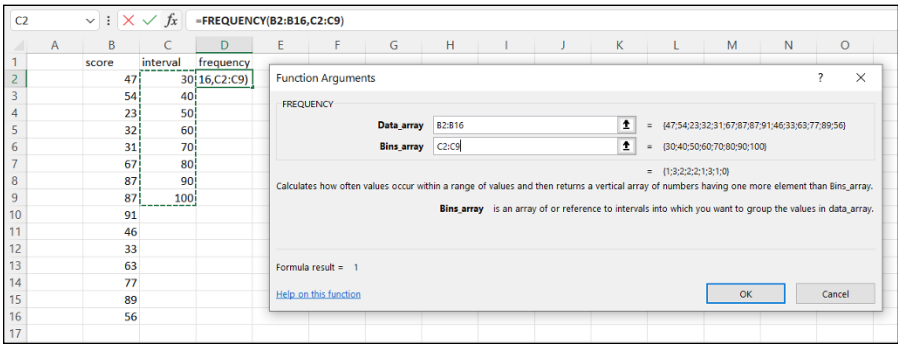 C2 fx =FREQUENCY(B2:B16,C2:C9)
A B C D E F G H I J K L M N O
1 score interval frequency
2 47 30 16,C2:C9)
3 54 40
4 23 50
5 32 60
6 31 70
7 67 80
8 87 90
9 87 100
10 91
11 46
12 33
13 63
14 77
15 89
16 56
17
Function Arguments ? ×
FREQUENCY
Data_array B2:B16 = {47;54;23;32;31;67;87;87;91;46;33;63;77;89;56}
Bins_array C2:C9 = {30;40;50;60;70;80;90;100}
= {1;3;2;2;2;1;3;1;0}
Calculates how often values occur within a range of values and then returns a vertical array of numbers having one more element than Bins_array.
Bins_array is an array of or reference to intervals into which you want to group the values in data_array.
Formula result = 1
Help on this function OK Cancel